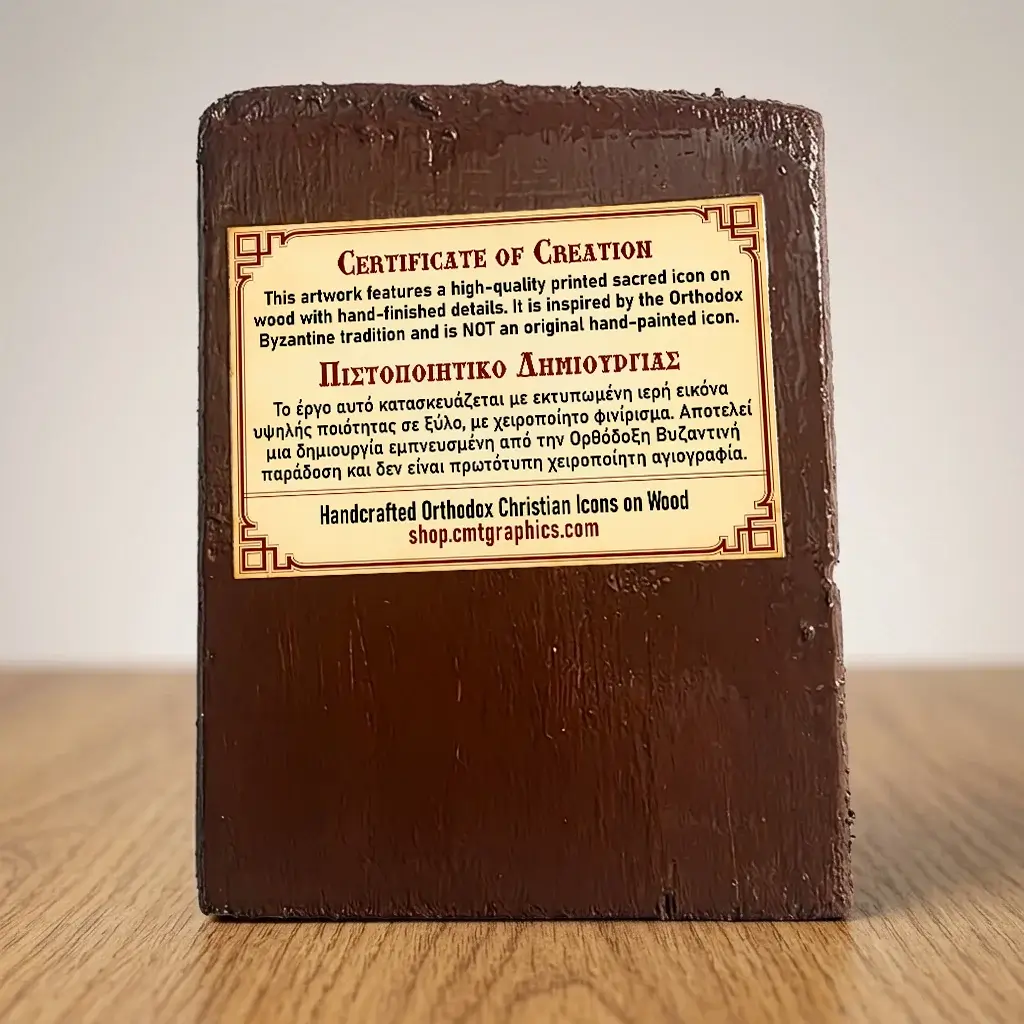 CERTIFICATE OF CREATION
This artwork features a high-quality printed sacred icon on
wood with hand-finished details. It is inspired by the Orthodox
Byzantine tradition and is NOT an original hand-painted icon.
ΠΙΣΤΟΠΟΙΗΤΙΚΟ ΔΗΜΙΟΥΡΓΙΑΣ
Το έργο αυτό κατασκευάζεται με εκτυπωμένη ιερή εικόνα
υψηλής ποιότητας σε ξύλο, με χειροποίητο φινίρισμα. Αποτελεί
μια δημιουργία εμπνευσμένη από την Ορθόδοξη Βυζαντινή
παράδοση και δεν είναι πρωτότυπη χειροποίητη αγιογραφία.
Handcrafted Orthodox Christian Icons on Wood
shop.cmtgraphics.com